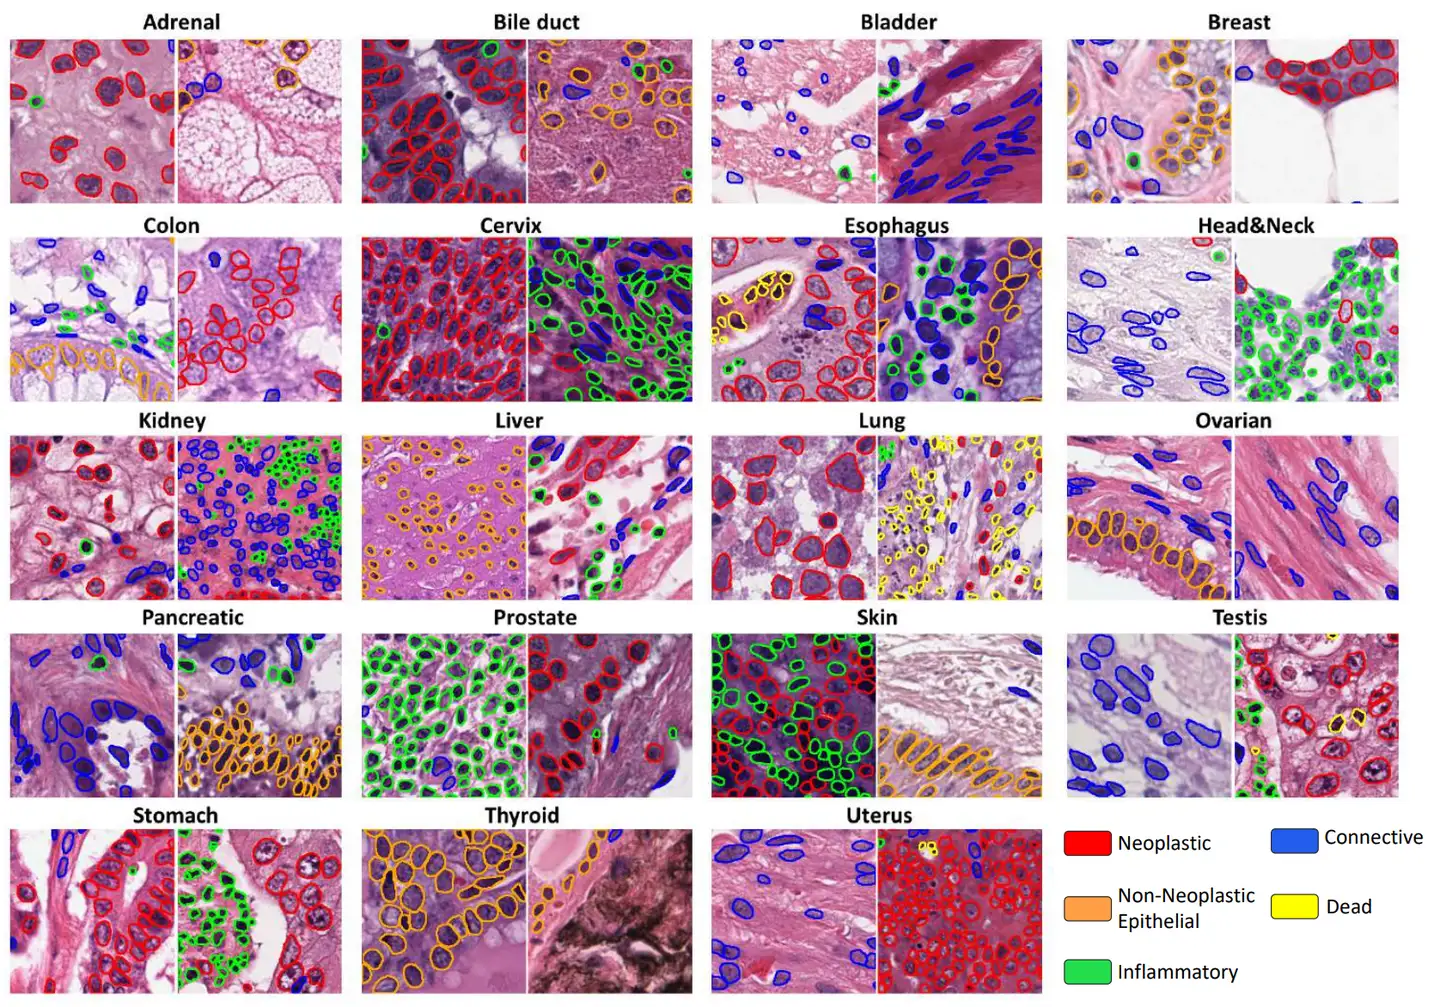 Adrenal
Bile duct
Bladder
Breast
Colon
Cervix
Esophagus
Head&Neck
Kidney
Liver
Lung
Ovarian
Pancreatic
Prostate
Skin
Testis
Stomach
Thyroid
Uterus
Neoplastic
Connective
Non-Neoplastic
Epithelial
Dead
Inflammatory